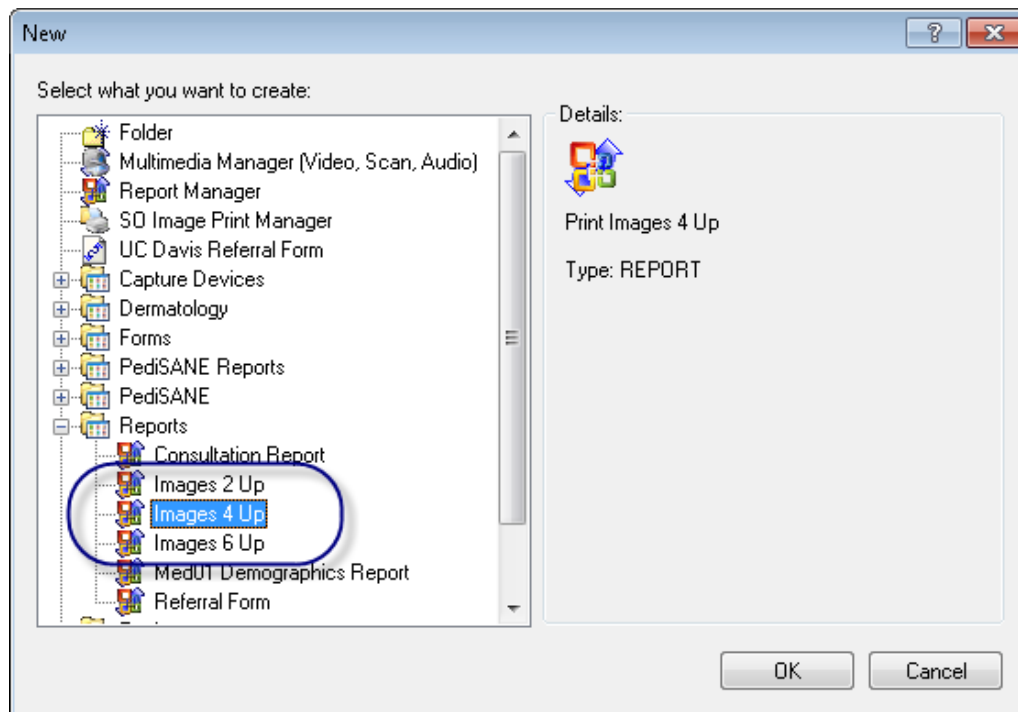 New
Select what you want to create:
Folder
Multimedia Manager (Video, Scan, Audio)
Report Manager
SO Image Print Manager
UC Davis Referral Form
Capture Devices
Dermatology
Forms
PediSANE Reports
PediSANE
Reports
Consultation Report
Images 2 Up
Images 4 Up
Images 6 Up
Med01 Demographics Report
Referral Form
Details:
Print Images 4 Up
Type: REPORT
OK
Cancel